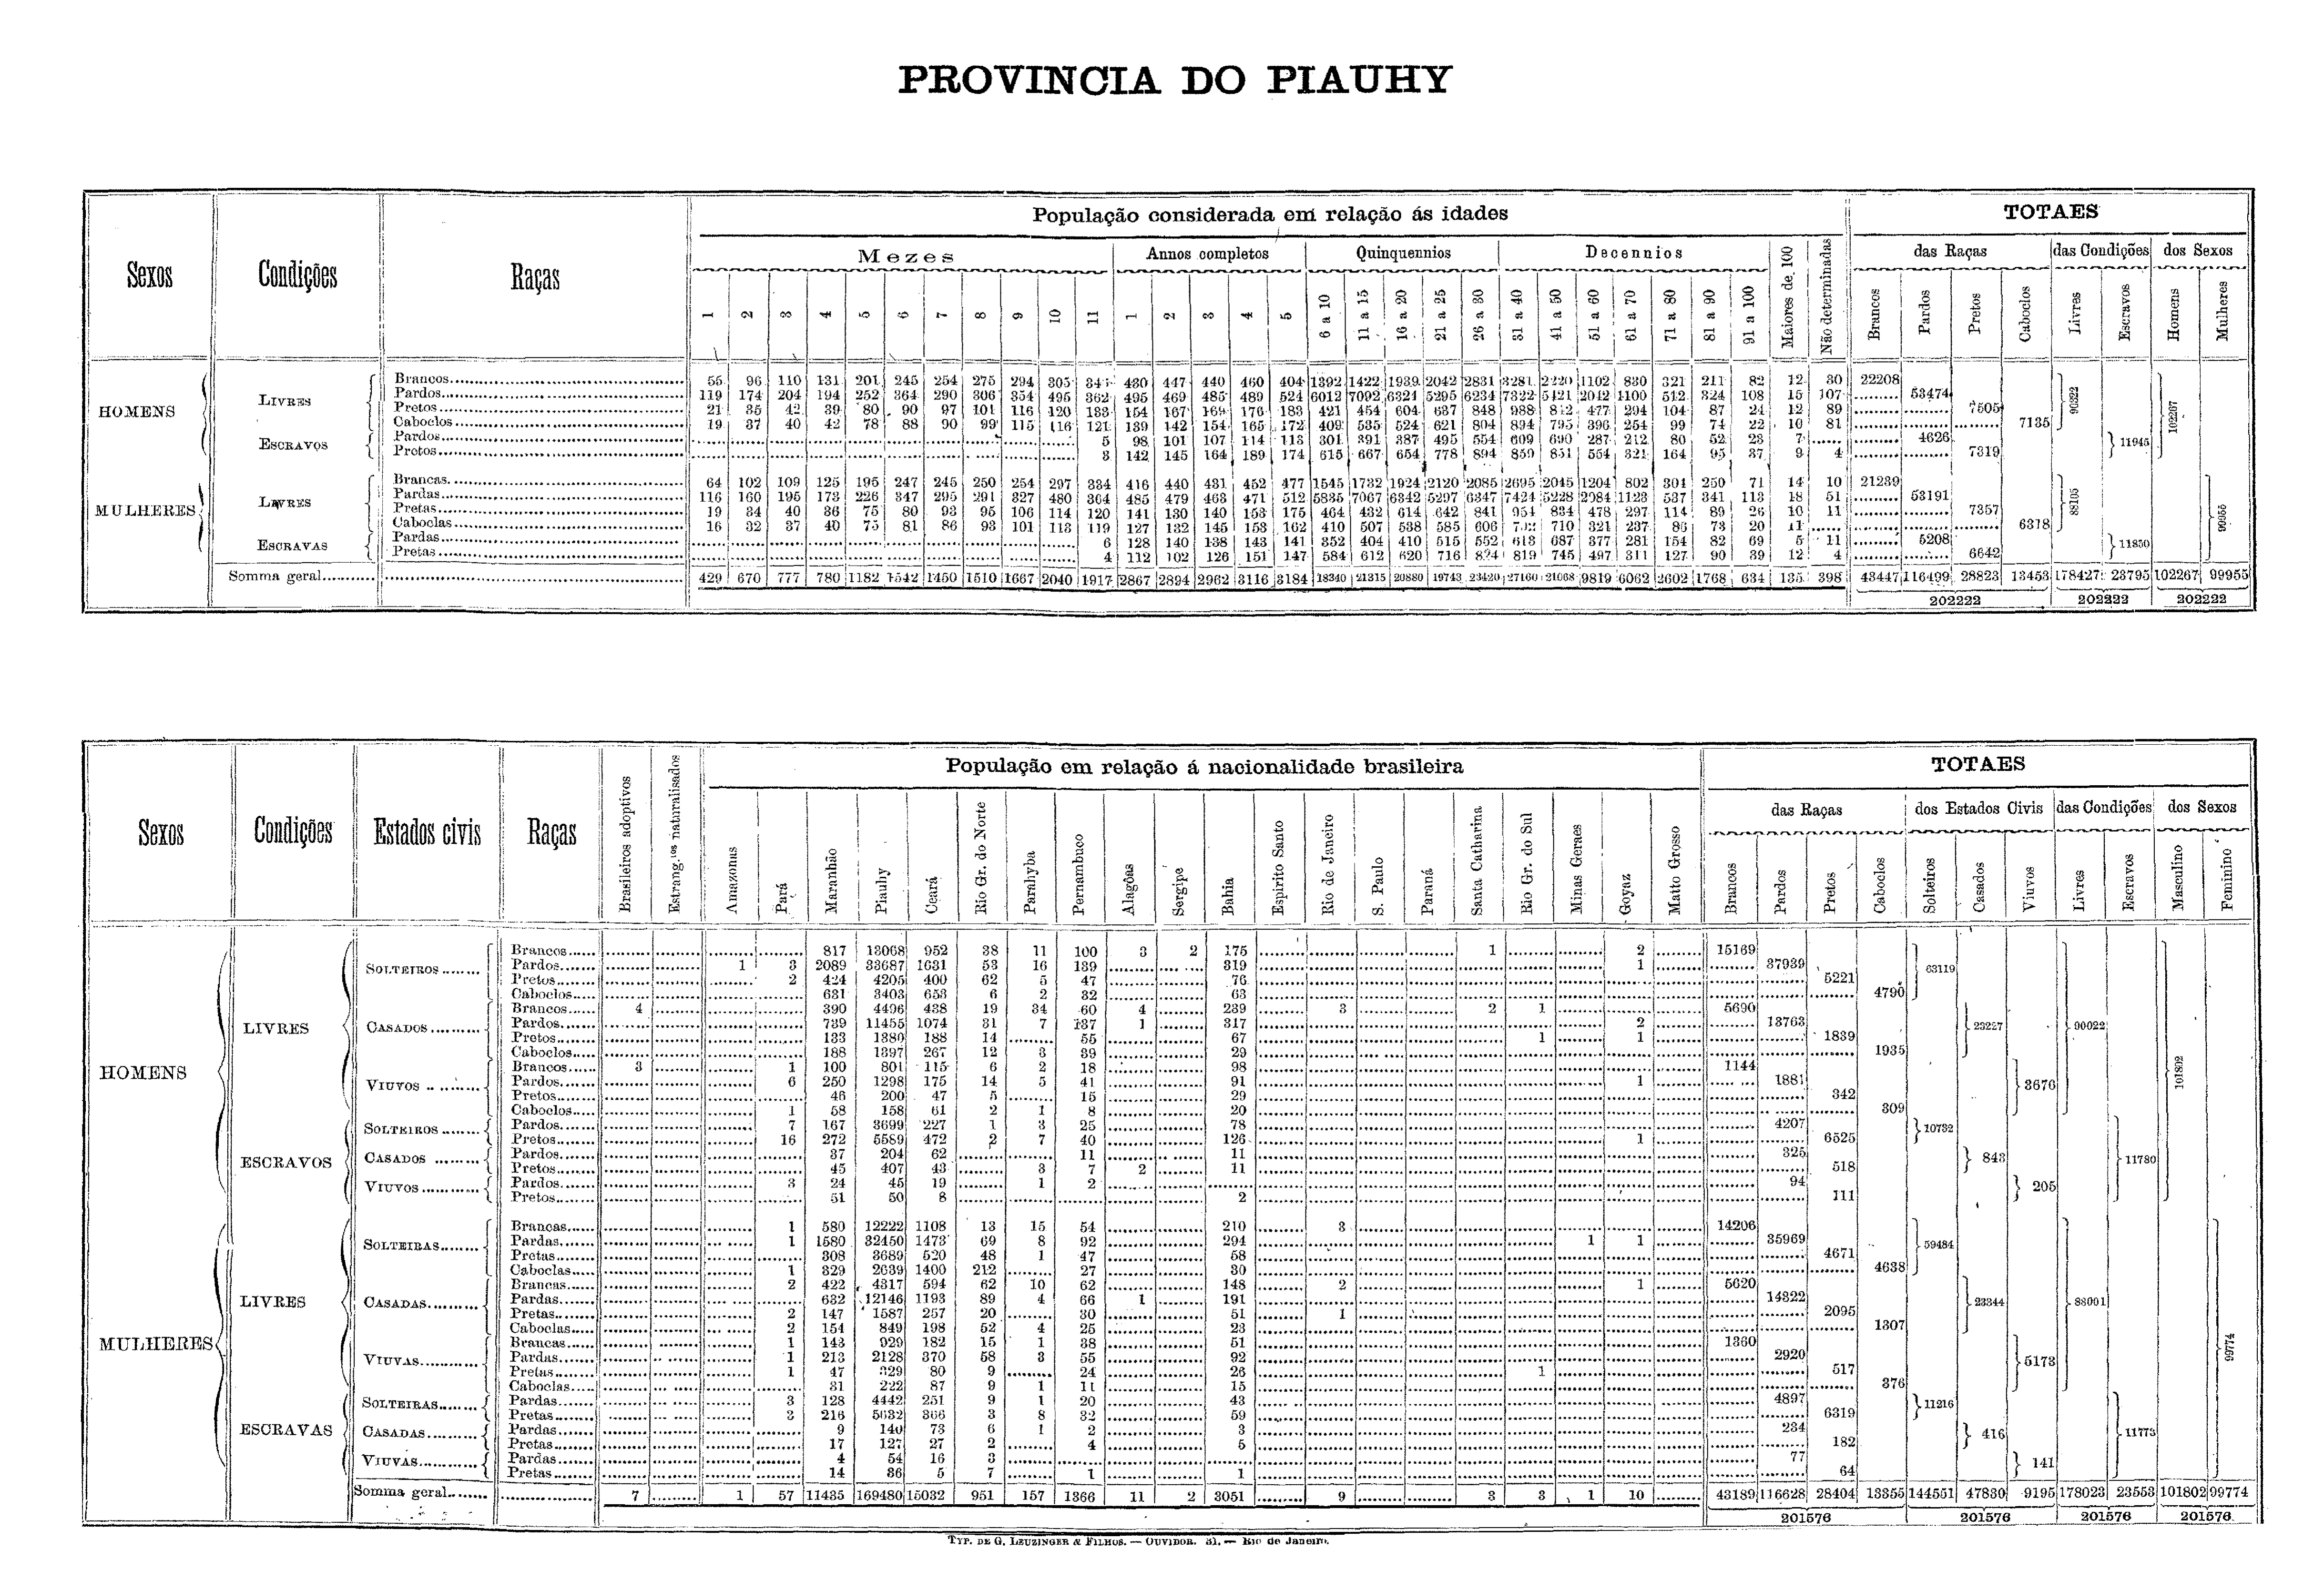 PROVINCIA DO PIAUHY
Sexos Condições Raças População considerada em relação ás idades TOTAES
Mezes Annos completos Quinquennios Decennios Maiores de 100 Não determinadas das Raças das Condições dos Sexos
1 2 3 4 5 6 7 8 9 10 11 1 2 3 4 5 6 a 10 11 a 15 16 a 20 21 a 25 26 a 30 31 a 40 41 a 50 51 a 60 61 a 70 71 a 80 81 a 90 91 a 100 Brancos Pardos Pretos Caboclos Livres Escravos Homens Mulheres
HOMENS LIVRES Brancos 55 96 110 131 201 245 254 275 294 305 430 447 440 460 404 1392 1422 1939 2042 2831 3281 2220 1102 830 321 211 82 12 30 22208
Pardos 119 174 204 194 252 364 290 306 354 495 362 495 469 485 489 524 6012 7092 6321 5295 6234 7322 5421 2012 1100 512 324 108 15 107 53474
Pretos 21 35 42 39 80 90 97 101 116 120 133 154 167 169 176 183 421 454 604 637 848 988 812 477 294 104 87 24 12 89 7505
Caboclos 19 37 40 42 78 88 90 99 115 116 121 139 142 154 165 172 409 535 524 621 804 894 795 396 254 99 74 22 10 81 7135 90322
ESCRAVOS Pardos 5 98 101 107 114 113 301 391 387 495 554 609 690 287 212 80 52 23 7 4626
Pretos 3 142 145 164 189 174 615 667 654 778 894 859 851 554 321 164 95 37 9 4 7319 11945 102267
MULHERES LIVRES Brancas 64 102 109 125 195 247 245 250 254 297 334 416 440 431 452 477 1545 1732 1924 2120 2085 2695 2045 1204 802 301 250 71 14 10 21239
Pardas 116 160 195 173 226 347 295 291 327 480 364 485 479 463 471 512 5835 7067 6342 5297 6347 7424 5228 2084 1123 537 341 113 18 51 53191
Pretas 19 34 40 36 75 80 93 95 106 114 120 141 130 140 153 175 464 432 614 642 841 954 834 478 297 114 89 26 10 11 7357
Caboclas 16 32 37 40 75 81 86 93 101 113 119 127 132 145 153 162 410 507 538 585 606 710 321 237 86 73 20 11 6318 88105
ESCRAVAS Pardas 6 128 140 138 143 141 352 404 410 515 552 613 687 377 281 154 82 69 5 11 5208
Pretas 4 112 102 126 151 147 584 612 620 716 824 819 745 497 311 127 90 39 12 4 6642 11850 99955
Somma geral 429 670 777 780 1182 1542 1450 1510 1667 2040 1917 2867 2894 2962 3116 3184 18340 21315 20880 19743 23420 27160 21068 9819 6062 2602 1768 634 135 398 43447 116499 28823 13453 178427 23795 102267 99955
202222 202222 202222
Sexos Condições Estados civis Raças Brasileiros adoptivos Estrang.ros naturalisados População em relação á nacionalidade brasileira TOTAES
das Raças dos Estados Civis das Condições dos Sexos
Amazonas Pará Maranhão Piauhy Ceará Rio Gr. do Norte Parahyba Pernambuco Alagôas Sergipe Bahia Espirito Santo Rio de Janeiro S. Paulo Paraná Santa Catharina Rio Gr. do Sul Minas Geraes Goyaz Matto Grosso Brancos Pardos Pretos Caboclos Solteiros Casados Viuvos Livres Escravos Masculino Feminino
HOMENS LIVRES SOLTEIROS Brancos 817 13068 952 38 11 100 3 2 175 1 2 15169
Pardos 1 3 2089 33687 1631 53 16 139 319 1 37939
Pretos 2 424 4205 400 62 5 47 76 5221
Caboclos 631 3403 653 6 2 32 63 4790 63119
CASADOS Brancos 4 390 4496 438 19 34 60 4 239 3 2 1 5690
Pardos 739 11455 1074 31 7 137 1 317 2 13763
Pretos 133 1380 188 14 55 67 1 1 1839
Caboclos 188 1397 267 12 3 39 29 1935 23227 90022
VIUVOS Brancos 3 1 100 801 115 6 2 18 98 1144
Pardos 6 250 1298 175 14 5 41 91 1 1881
Pretos 46 200 47 5 15 29 342
Caboclos 1 58 158 61 2 1 8 20 309 3676
ESCRAVOS SOLTEIROS Pardos 7 167 3699 227 1 3 25 78 4207
Pretos 16 272 5589 472 2 7 40 126 1 6525 10732
CASADOS Pardos 37 204 62 11 11 325
Pretos 45 407 43 3 7 2 11 518 843 11780
VIUVOS Pardos 3 24 45 19 1 2 94
Pretos 51 50 8 2 111 205 101802
MULHERES LIVRES SOLTEIRAS Brancas 1 580 12222 1108 13 15 54 210 3 14206
Pardas 1 1580 32450 1473 69 8 92 294 1 1 35969
Pretas 308 3689 520 48 1 47 58 4671
Caboclas 1 329 2639 1400 212 27 30 4638 59484
CASADAS Brancas 2 422 4317 594 62 10 62 148 2 1 5620
Pardas 632 12146 1193 89 4 66 1 191 14322
Pretas 2 147 1587 257 20 30 51 1 2095
Caboclas 2 154 849 198 52 4 25 23 1307 23344 88001
VIUVAS Brancas 1 143 929 182 15 1 38 51 1360
Pardas 1 213 2128 370 58 3 55 92 2920
Pretas 1 47 329 80 9 24 26 1 517
Caboclas 31 222 87 9 1 11 15 376 5173
ESCRAVAS SOLTEIRAS Pardas 3 128 4442 251 9 1 20 43 4897
Pretas 3 216 5632 366 3 8 32 59 6319 11216
CASADAS Pardas 9 140 73 6 1 2 3 234
Pretas 17 127 27 2 4 5 182 416 11773
VIUVAS Pardas 4 54 16 3 77
Pretas 14 36 5 7 1 1 64 141 99774
Somma geral 7 1 57 11435 169480 15032 951 157 1366 11 2 3051 9 3 3 1 10 43189 116628 28404 13355 144551 47830 9195 178023 23553 101802 99774
201576 201576 201576 201576
TYP. DE G. LEUZINGER & FILHOS. — OUVIDOR. 31. — Rio de Janeiro.